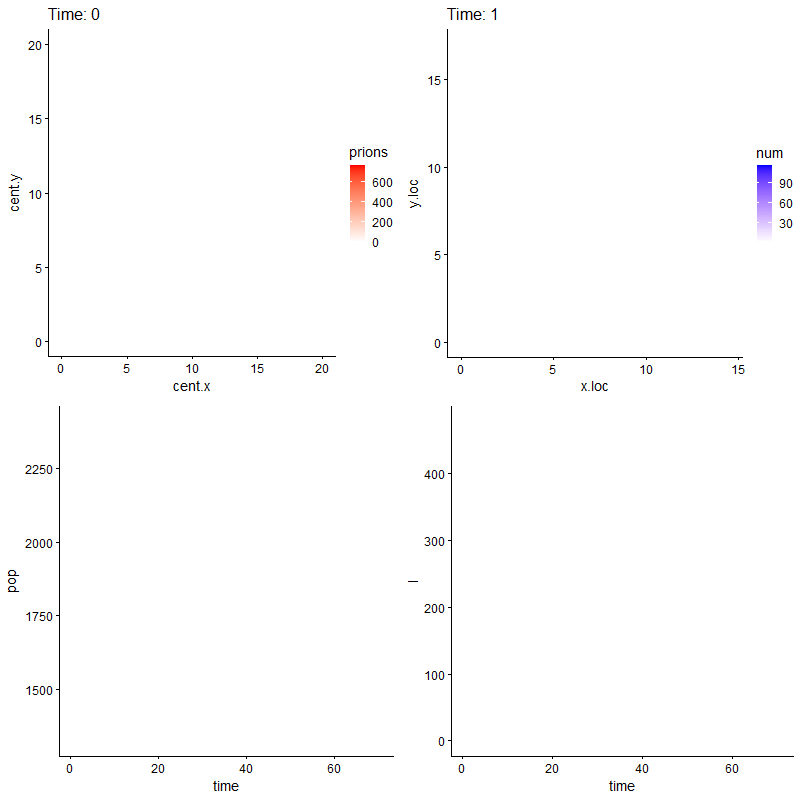 Time: 0
20
15
10
5
0
cent.y
0 5 10 15 20
cent.x
prions
600
400
200
0
Time: 1
15
10
5
0
y.loc
0 5 10 15
x.loc
num
90
60
30
2250
2000
1750
1500
pop
0 20 40 60
time
400
300
200
100
0
I
0 20 40 60
time